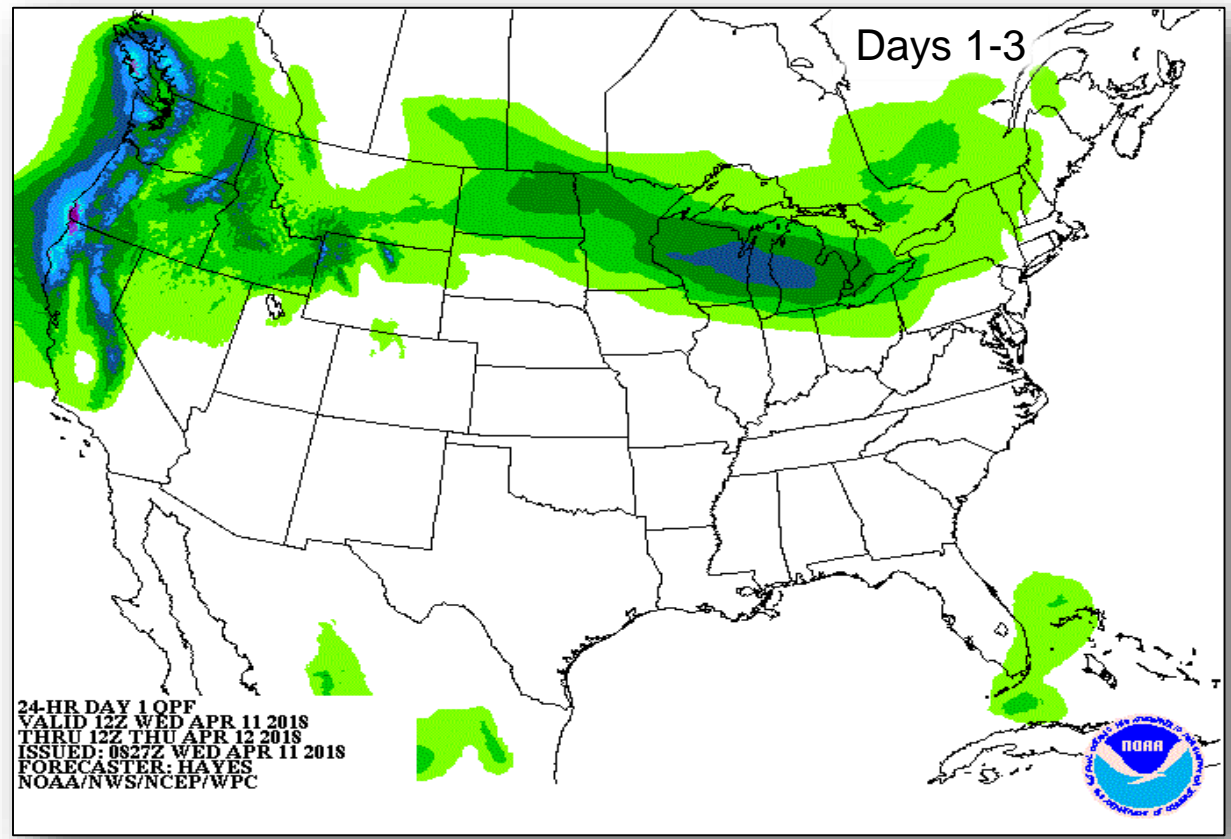 Days 1-3
24-HR DAY 1 QPF
VALID 12Z WED APR 11 2018
THRU 12Z THU APR 12 2018
ISSUED: 0827Z WED APR 11 2018
FORECASTER: HAYES
NOAA/NWS/NCEP/WPC
NOAA